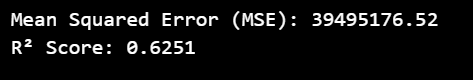 Mean Squared Error (MSE): 39495176.52
R² Score: 0.6251